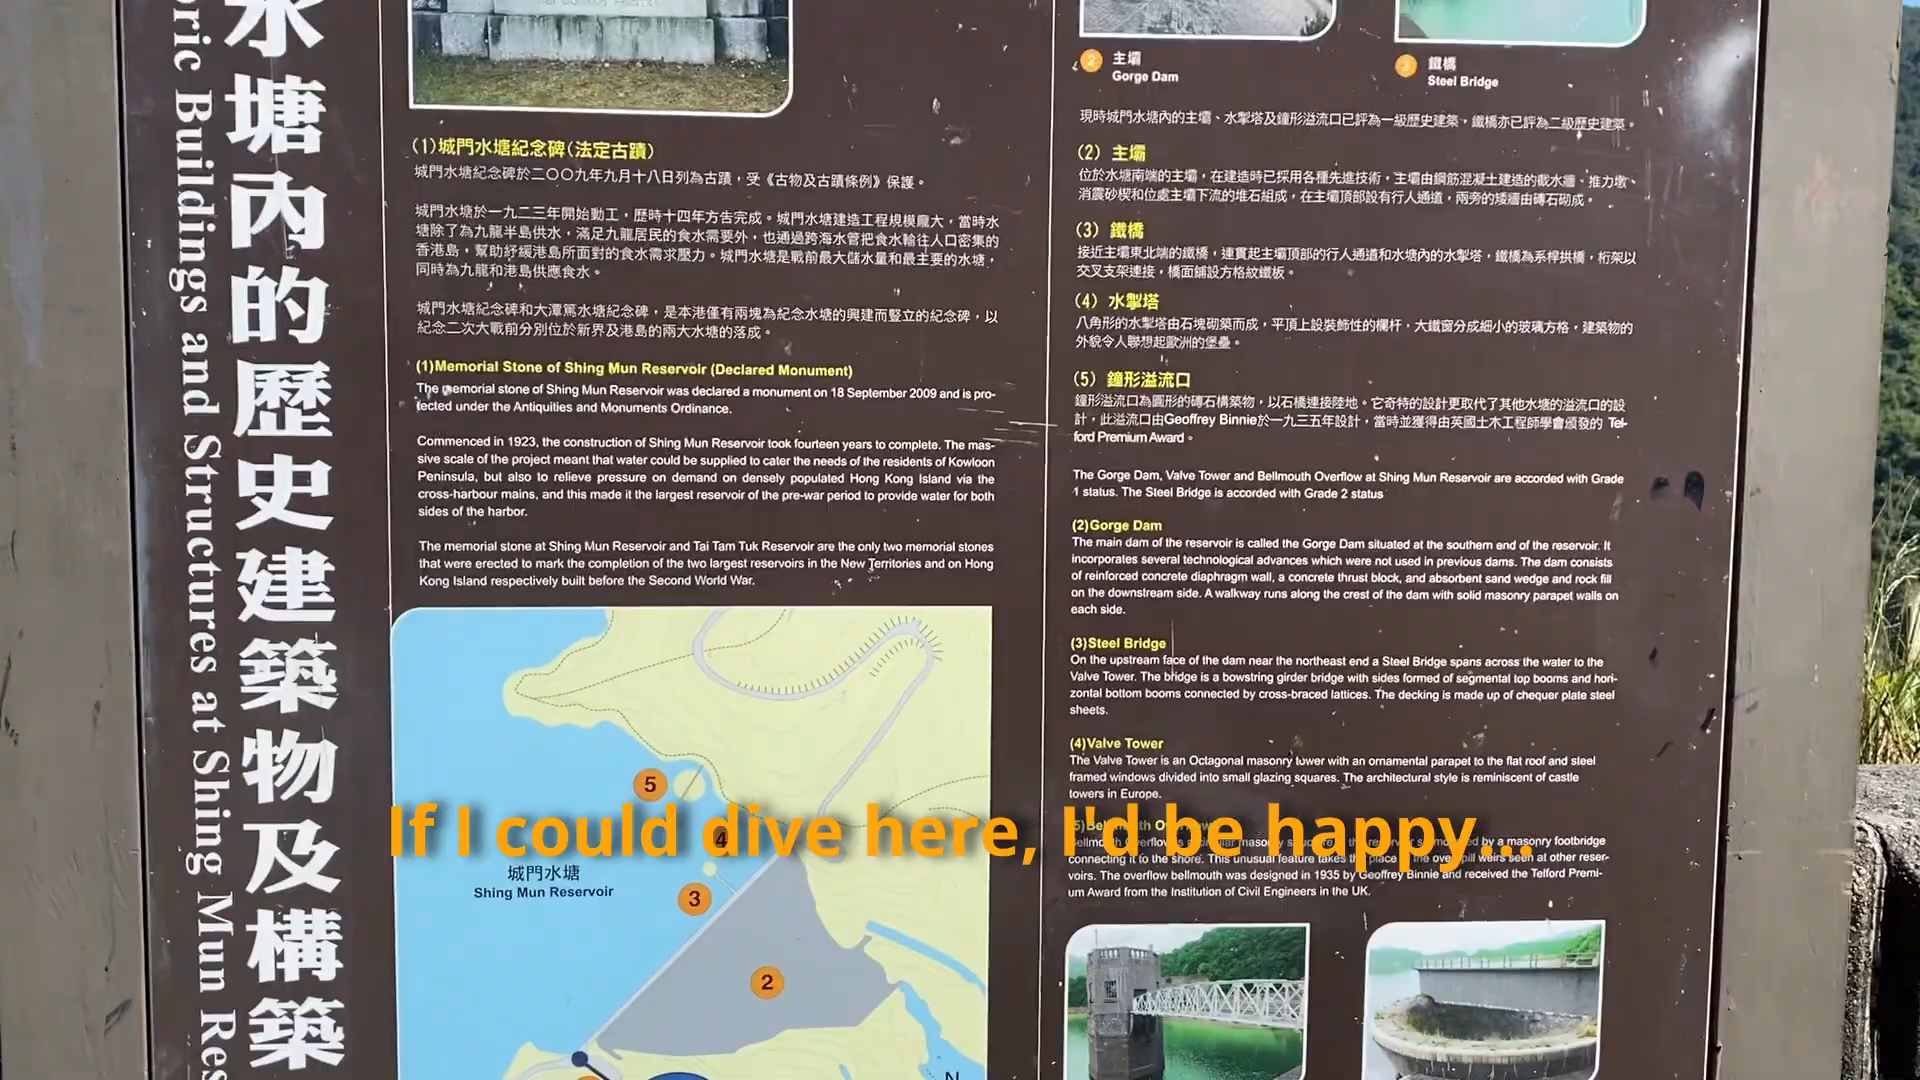 水塘內的歷史建築物及構築
oric Buildings and Structures at Shing Mun Res
(1)城門水塘紀念碑(法定古蹟)
城門水塘紀念碑於二〇〇九年九月十八日列為古蹟，受《古物及古蹟條例》保護。
城門水塘於一九二三年開始動工，歷時十四年方告完成。城門水塘建造工程規模龐大，當時水
塘除了為九龍半島供水，滿足九龍居民的食水需要外，也通過跨海水管把食水輸往人口密集的
香港島，幫助紓緩港島所面對的食水需求壓力。城門水塘是戰前最大儲水量和最主要的水塘，
同時為九龍和港島供應食水。
城門水塘紀念碑和大潭篤水塘紀念碑，是本港僅有兩塊為紀念水塘的興建而豎立的紀念碑，以
紀念二次大戰前分別位於新界及港島的兩大水塘的落成。
(1)Memorial Stone of Shing Mun Reservoir (Declared Monument)
The memorial stone of Shing Mun Reservoir was declared a monument on 18 September 2009 and is pro-
tected under the Antiquities and Monuments Ordinance.
Commenced in 1923, the construction of Shing Mun Reservoir took fourteen years to complete. The mas-
sive scale of the project meant that water could be supplied to cater the needs of the residents of Kowloon
Peninsula, but also to relieve pressure on demand on densely populated Hong Kong Island via the
cross-harbour mains, and this made it the largest reservoir of the pre-war period to provide water for both
sides of the harbor.
The memorial stone at Shing Mun Reservoir and Tai Tam Tuk Reservoir are the only two memorial stones
that were erected to mark the completion of the two largest reservoirs in the New Territories and on Hong
Kong Island respectively built before the Second World War.
5
4
3
2
城門水塘
Shing Mun Reservoir
N
2 主壩
Gorge Dam
3 鐵橋
Steel Bridge
現時城門水塘內的主壩、水掣塔及鐘形溢流口已評為一級歷史建築，鐵橋亦已評為二級歷史建築。
(2) 主壩
位於水塘南端的主壩，在建造時已採用各種先進技術，主壩由鋼筋混凝土建造的截水牆、推力墩、
消震砂楔和位處主壩下流的堆石組成，在主壩頂部設有行人通道，兩旁的矮牆由磚石砌成。
(3) 鐵橋
接近主壩東北端的鐵橋，連貫起主壩頂部的行人通道和水塘內的水掣塔，鐵橋為系桿拱橋，桁架以
交叉支架連接，橋面鋪設方格紋鐵板。
(4) 水掣塔
八角形的水掣塔由石塊砌築而成，平頂上設裝飾性的欄杆，大鐵窗分成細小的玻璃方格，建築物的
外貌令人聯想起歐洲的堡壘。
(5) 鐘形溢流口
鐘形溢流口為圓形的磚石構築物，以石橋連接陸地。它奇特的設計更取代了其他水塘的溢流口的設
計，此溢流口由Geoffrey Binnie於一九三五年設計，當時並獲得由英國土木工程師學會頒發的 Tel-
ford Premium Award。
The Gorge Dam, Valve Tower and Bellmouth Overflow at Shing Mun Reservoir are accorded with Grade
1 status. The Steel Bridge is accorded with Grade 2 status
(2)Gorge Dam
The main dam of the reservoir is called the Gorge Dam situated at the southern end of the reservoir. It
incorporates several technological advances which were not used in previous dams. The dam consists
of reinforced concrete diaphragm wall, a concrete thrust block, and absorbent sand wedge and rock fill
on the downstream side. A walkway runs along the crest of the dam with solid masonry parapet walls on
each side.
(3)Steel Bridge
On the upstream face of the dam near the northeast end a Steel Bridge spans across the water to the
Valve Tower. The bridge is a bowstring girder bridge with sides formed of segmental top booms and hori-
zontal bottom booms connected by cross-braced lattices. The decking is made up of chequer plate steel
sheets.
(4)Valve Tower
The Valve Tower is an Octagonal masonry tower with an ornamental parapet to the flat roof and steel
framed windows divided into small glazing squares. The architectural style is reminiscent of castle
towers in Europe.
Bellmouth Overflow is a circular masonry by a masonry footbridge
connecting it to the shore. This unusual feature takes the place overspill weirs seen at other reser-
voirs. The overflow bellmouth was designed in 1935 by Geoffrey Binnie and received the Telford Premi-
um Award from the Institution of Civil Engineers in the UK.
If I could dive here, I'd be happy...